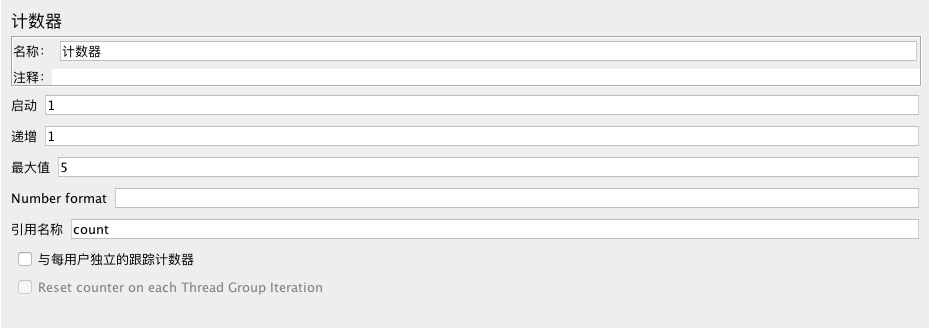 计数器
名称： 计数器
注释：
启动 1
递增 1
最大值 5
Number format
引用名称 count
与每用户独立的跟踪计数器
Reset counter on each Thread Group Iteration